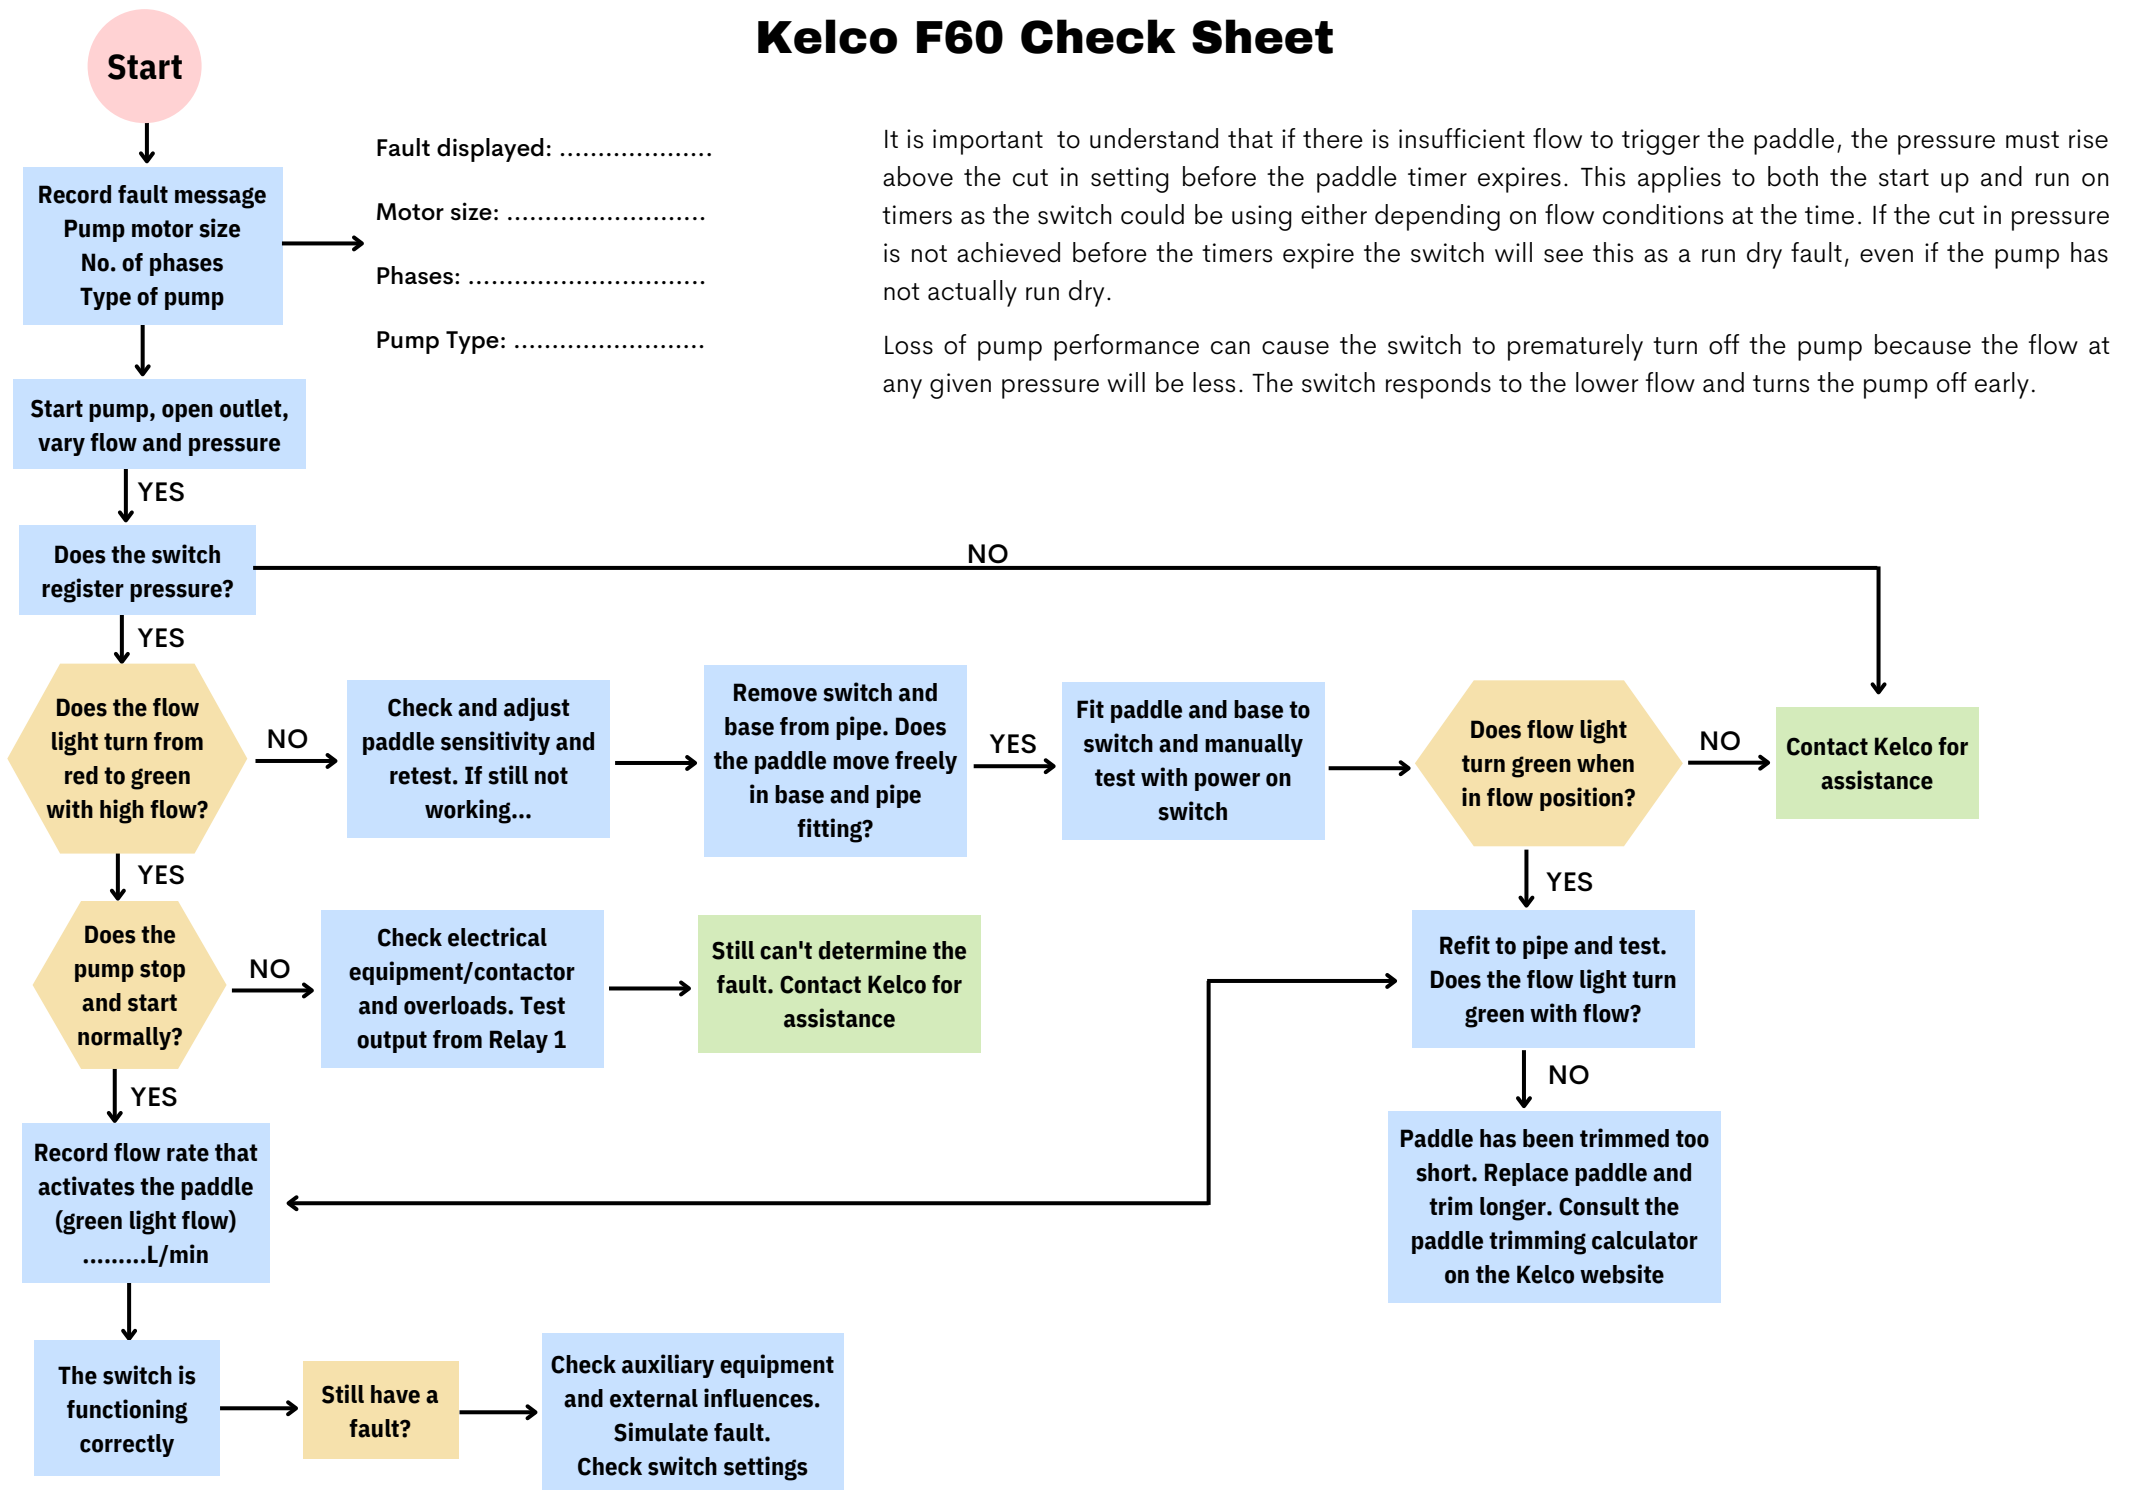 Kelco F60 Check Sheet
Start
Record fault message
Pump motor size
No. of phases
Type of pump
Fault displayed: ....................
Motor size: ..........................
Phases: ...............................
Pump Type: .........................
It is important to understand that if there is insufficient flow to trigger the paddle, the pressure must rise
above the cut in setting before the paddle timer expires. This applies to both the start up and run on
timers as the switch could be using either depending on flow conditions at the time. If the cut in pressure
is not achieved before the timers expire the switch will see this as a run dry fault, even if the pump has
not actually run dry.
Loss of pump performance can cause the switch to prematurely turn off the pump because the flow at
any given pressure will be less. The switch responds to the lower flow and turns the pump off early.
Start pump, open outlet,
vary flow and pressure
YES
Does the switch
register pressure?
NO
YES
Does the flow
light turn from
red to green
with high flow?
NO
Check and adjust
paddle sensitivity and
retest. If still not
working...
Remove switch and
base from pipe. Does
the paddle move freely
in base and pipe
fitting?
YES
Fit paddle and base to
switch and manually
test with power on
switch
Does flow light
turn green when
in flow position?
NO
Contact Kelco for
assistance
YES
YES
Does the
pump stop
and start
normally?
NO
Check electrical
equipment/contactor
and overloads. Test
output from Relay 1
Still can't determine the
fault. Contact Kelco for
assistance
Refit to pipe and test.
Does the flow light turn
green with flow?
NO
Paddle has been trimmed too
short. Replace paddle and
trim longer. Consult the
paddle trimming calculator
on the Kelco website
YES
Record flow rate that
activates the paddle
(green light flow)
.........L/min
The switch is
functioning
correctly
Still have a
fault?
Check auxiliary equipment
and external influences.
Simulate fault.
Check switch settings